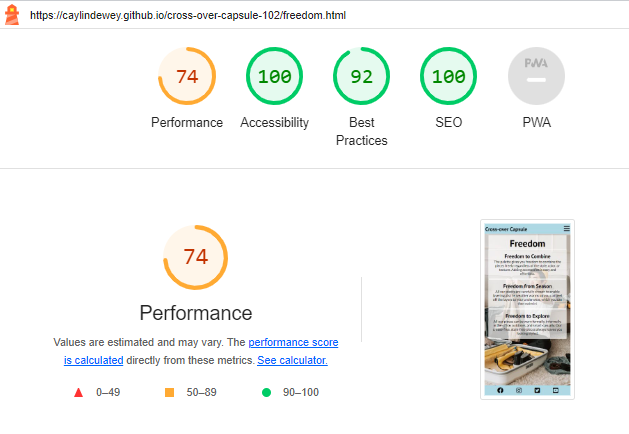 https://caylindewey.github.io/cross-over-capsule-102/freedom.html
74
100
92
100
PWA
Performance
Accessibility
Best
Practices
SEO
PWA
74
Performance
Values are estimated and may vary. The performance score
is calculated directly from these metrics. See calculator.
0–49
50–89
90–100
Cross-over Capsule
Freedom
Freedom to Combine
Freedom from Season
Freedom to Explore